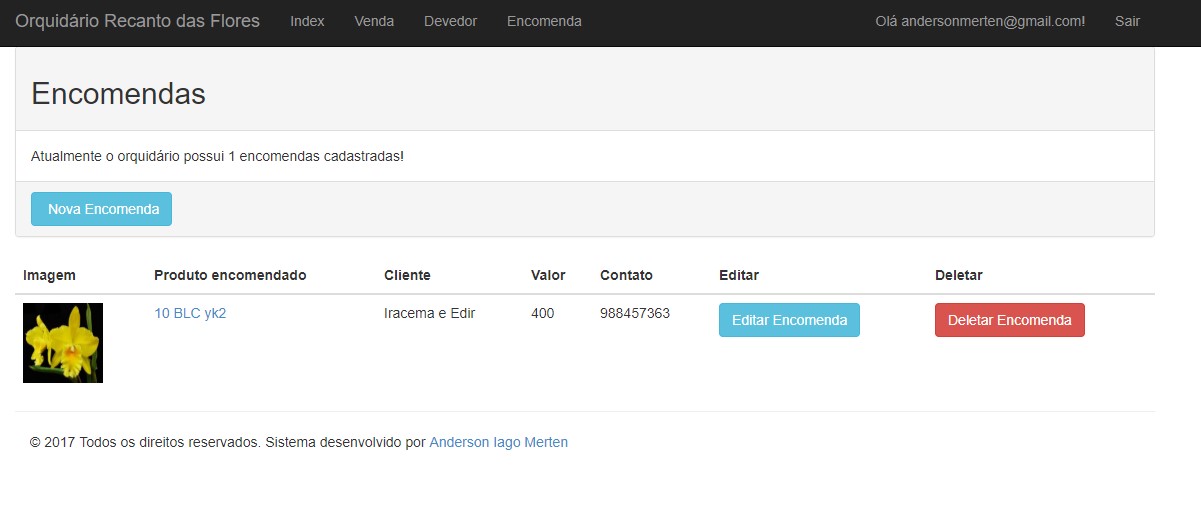 Orquidário Recanto das Flores Index Venda Devedor Encomenda Olá andersonmerten@gmail.com! Sair
Encomendas
Atualmente o orquidário possui 1 encomendas cadastradas!
Nova Encomenda
Imagem Produto encomendado Cliente Valor Contato Editar Deletar
10 BLC yk2 Iracema e Edir 400 988457363 Editar Encomenda Deletar Encomenda
© 2017 Todos os direitos reservados. Sistema desenvolvido por Anderson Iago Merten